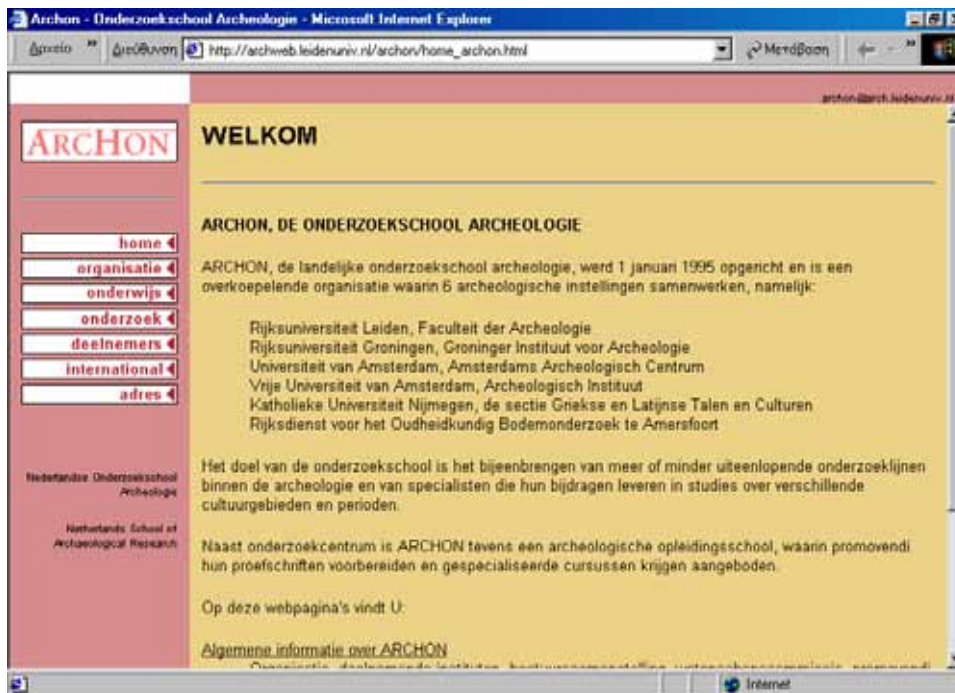 Archon - Onderzoekschool Archeologie - Microsoft Internet Explorer
Αρχείο » Διεύθυνση http://archweb.leidenuniv.nl/archon/home_archon.html Μετάβαση »
archon@arch.leidenuniv.nl
ARCHON
WELKOM
home
organisatie
onderwijs
onderzoek
deelnemers
international
adres
Nederlandse Onderzoekschool
Archeologie
Netherlands School of
Archaeological Research
ARCHON, DE ONDERZOEKSCHOOL ARCHEOLOGIE
ARCHON, de landelijke onderzoekschool archeologie, werd 1 januari 1995 opgericht en is een
overkoepelende organisatie waarin 6 archeologische instellingen samenwerken, namelijk:
Rijksuniversiteit Leiden, Faculteit der Archeologie
Rijksuniversiteit Groningen, Groninger Instituut voor Archeologie
Universiteit van Amsterdam, Amsterdams Archeologisch Centrum
Vrije Universiteit van Amsterdam, Archeologisch Instituut
Katholieke Universiteit Nijmegen, de sectie Griekse en Latijnse Talen en Culturen
Rijksdienst voor het Oudheidkundig Bodemonderzoek te Amersfoort
Het doel van de onderzoekschool is het bijeenbrengen van meer of minder uiteenlopende onderzoeklijnen
binnen de archeologie en van specialisten die hun bijdragen leveren in studies over verschillende
cultuurgebieden en perioden.
Naast onderzoekcentrum is ARCHON tevens een archeologische opleidingsschool, waarin promovendi
hun proefschriften voorbereiden en gespecialiseerde cursussen krijgen aangeboden.
Op deze webpagina's vindt U:
Algemene informatie over ARCHON
Internet